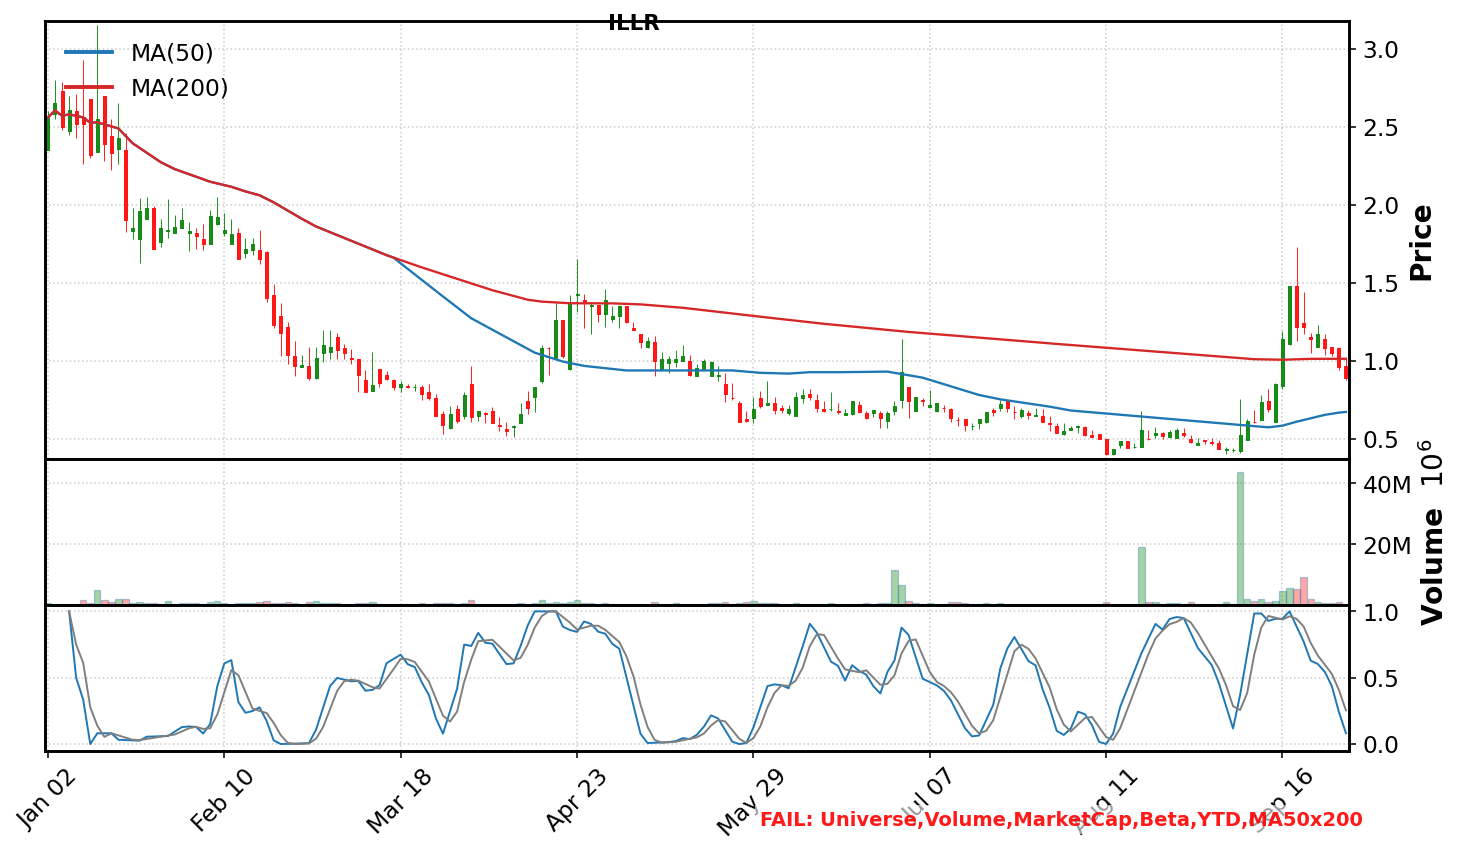 ILLR
MA(50)
MA(200)
3.0
2.5
2.0
1.5
1.0
0.5
Price
40M
20M
Volume 10⁶
1.0
0.5
0.0
Jan 02
Feb 10
Mar 18
Apr 23
May 29
Jul 07
Aug 11
Sep 16
FAIL: Universe,Volume,MarketCap,Beta,YTD,MA50x200